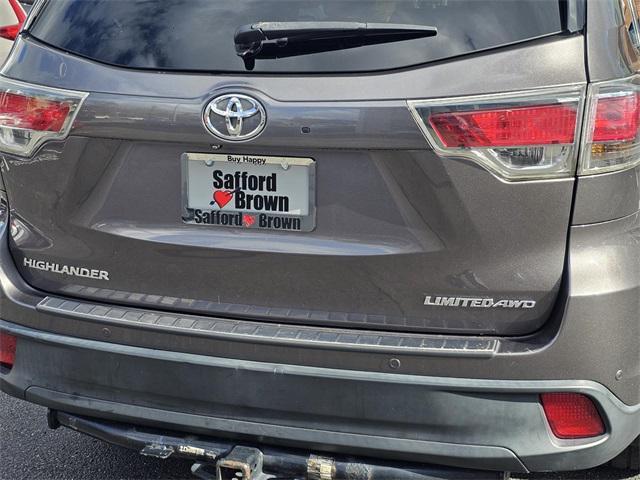 Buy Happy
Safford
Brown
Safford Brown
HIGHLANDER
LIMITED AWD